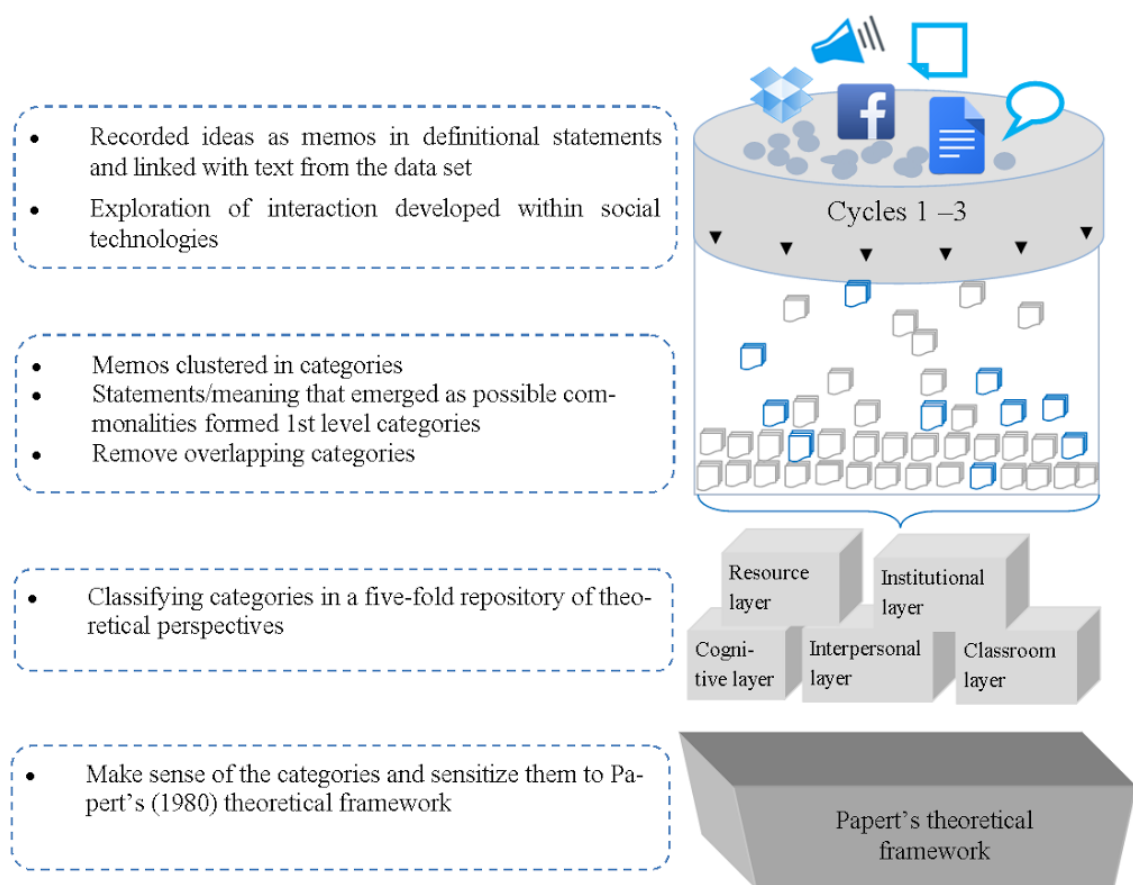 • Recorded ideas as memos in definitional statements
and linked with text from the data set
• Exploration of interaction developed within social
technologies
Cycles 1 –3
• Memos clustered in categories
• Statements/meaning that emerged as possible com-
monalities formed 1st level categories
• Remove overlapping categories
• Classifying categories in a five-fold repository of theo-
retical perspectives
Resource
layer
Institutional
layer
Cogni-
tive layer
Interpersonal
layer
Classroom
layer
• Make sense of the categories and sensitize them to Pa-
pert’s (1980) theoretical framework
Papert’s theoretical
framework